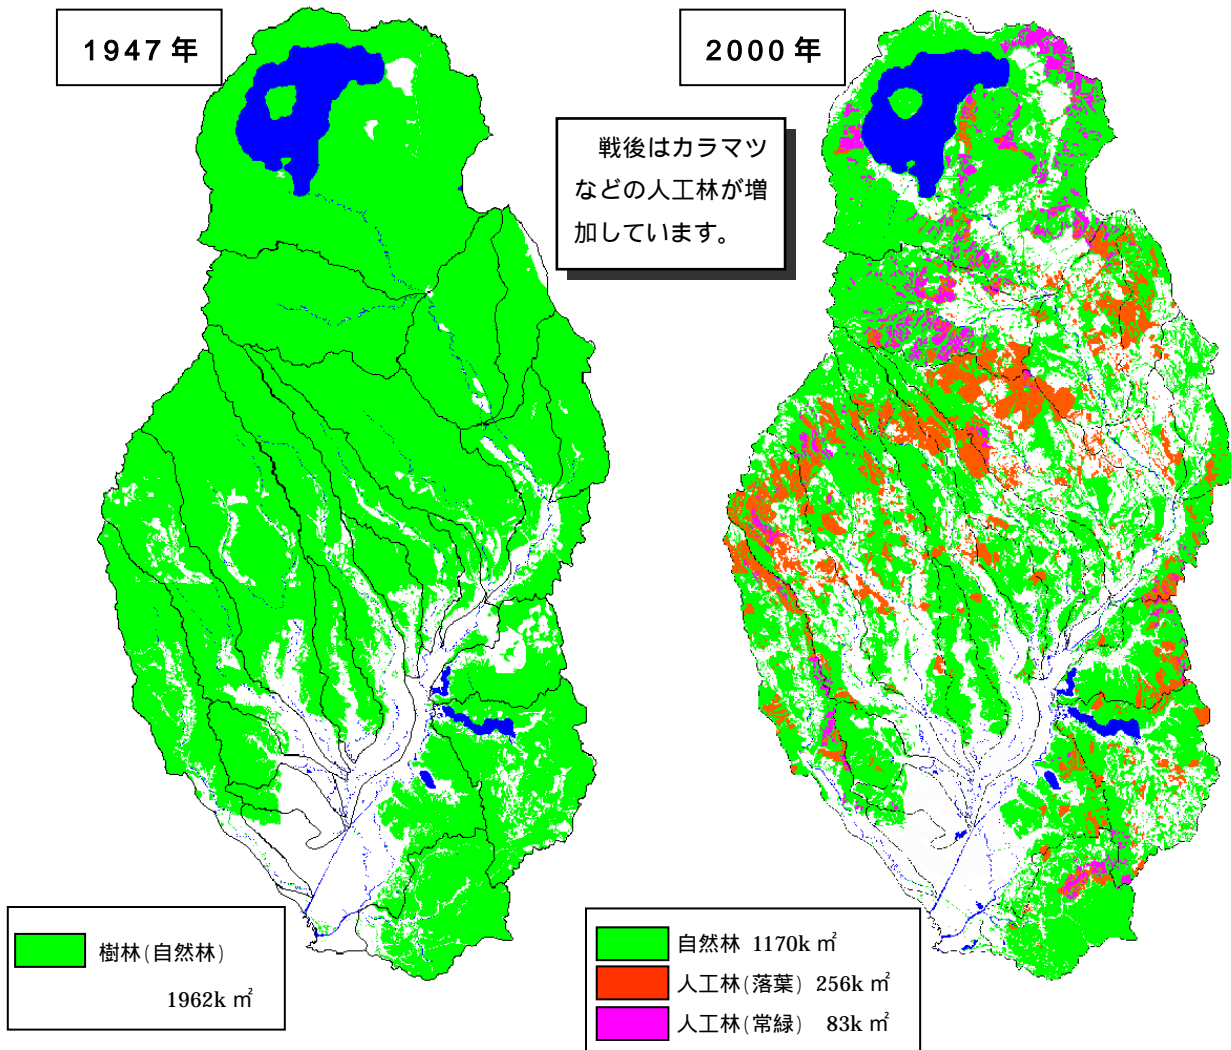 1947年
2000年
戦後はカラマツ
などの人工林が増
加しています。
樹林(自然林)
1962k㎡
自然林 1170k㎡
人工林(落葉) 256k㎡
人工林(常緑) 83k㎡